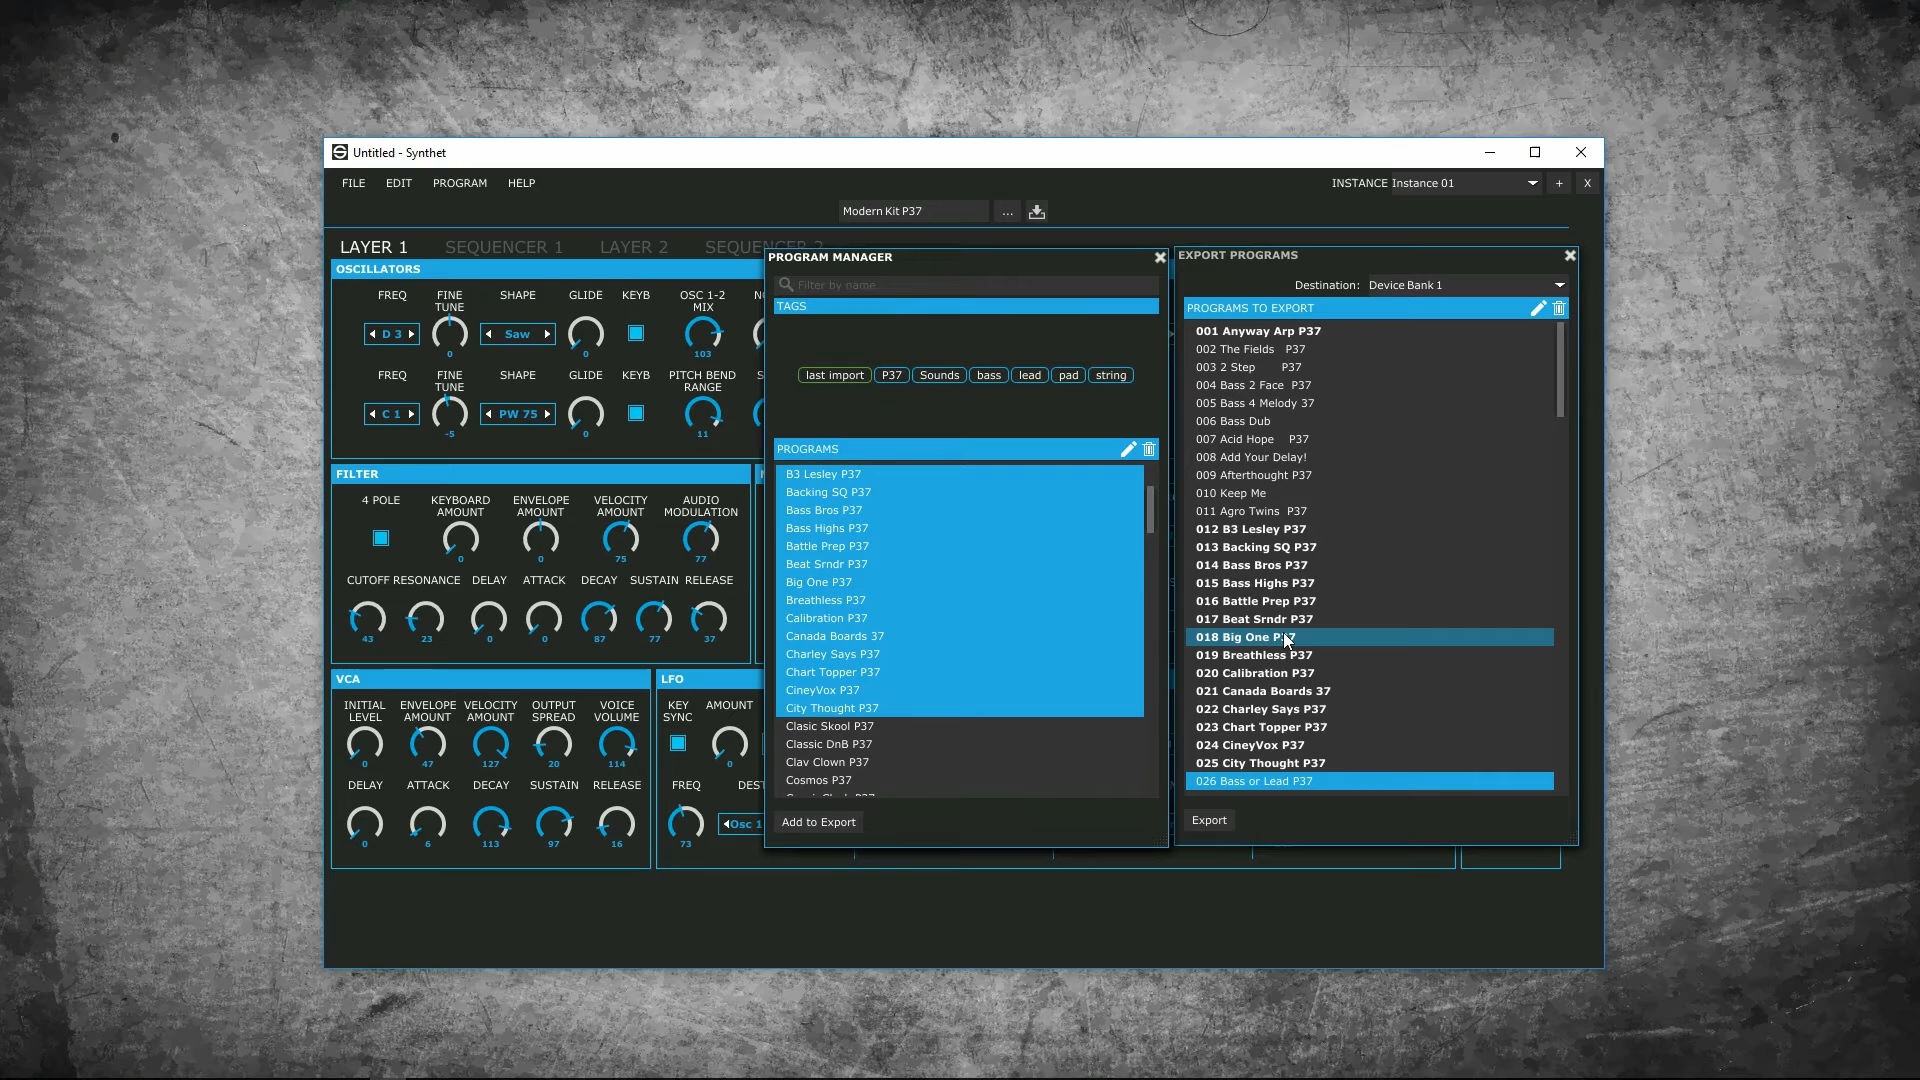 Untitled - Synthet
FILE EDIT PROGRAM HELP
INSTANCE Instance 01 + X
Modern Kit P37 ...
LAYER 1 SEQUENCER 1 LAYER 2 SEQUENCER 2
OSCILLATORS
FREQ FINE TUNE SHAPE GLIDE KEYB OSC 1-2 MIX
D 3 Saw
0 0 103
FREQ FINE TUNE SHAPE GLIDE KEYB PITCH BEND RANGE
C 1 PW 75
-5 0 11
FILTER
4 POLE KEYBOARD AMOUNT ENVELOPE AMOUNT VELOCITY AMOUNT AUDIO MODULATION
0 0 75 77
CUTOFF RESONANCE DELAY ATTACK DECAY SUSTAIN RELEASE
43 23 0 0 87 77 37
VCA
INITIAL LEVEL ENVELOPE AMOUNT VELOCITY AMOUNT OUTPUT SPREAD VOICE VOLUME
0 47 127 20 114
DELAY ATTACK DECAY SUSTAIN RELEASE
0 6 113 97 16
LFO
KEY SYNC AMOUNT
0
FREQ DEST
Osc 1
73
PROGRAM MANAGER
Filter by name...
TAGS
last import P37 Sounds bass lead pad string
PROGRAMS
B3 Lesley P37
Backing SQ P37
Bass Bros P37
Bass Highs P37
Battle Prep P37
Beat Srndr P37
Big One P37
Breathless P37
Calibration P37
Canada Boards 37
Charley Says P37
Chart Topper P37
CineyVox P37
City Thought P37
Clasic Skool P37
Classic DnB P37
Clav Clown P37
Cosmos P37
Add to Export
EXPORT PROGRAMS
Destination: Device Bank 1
PROGRAMS TO EXPORT
001 Anyway Arp P37
002 The Fields P37
003 2 Step P37
004 Bass 2 Face P37
005 Bass 4 Melody 37
006 Bass Dub
007 Acid Hope P37
008 Add Your Delay!
009 Afterthought P37
010 Keep Me
011 Agro Twins P37
012 B3 Lesley P37
013 Backing SQ P37
014 Bass Bros P37
015 Bass Highs P37
016 Battle Prep P37
017 Beat Srndr P37
018 Big One P37
019 Breathless P37
020 Calibration P37
021 Canada Boards 37
022 Charley Says P37
023 Chart Topper P37
024 CineyVox P37
025 City Thought P37
026 Bass or Lead P37
Export